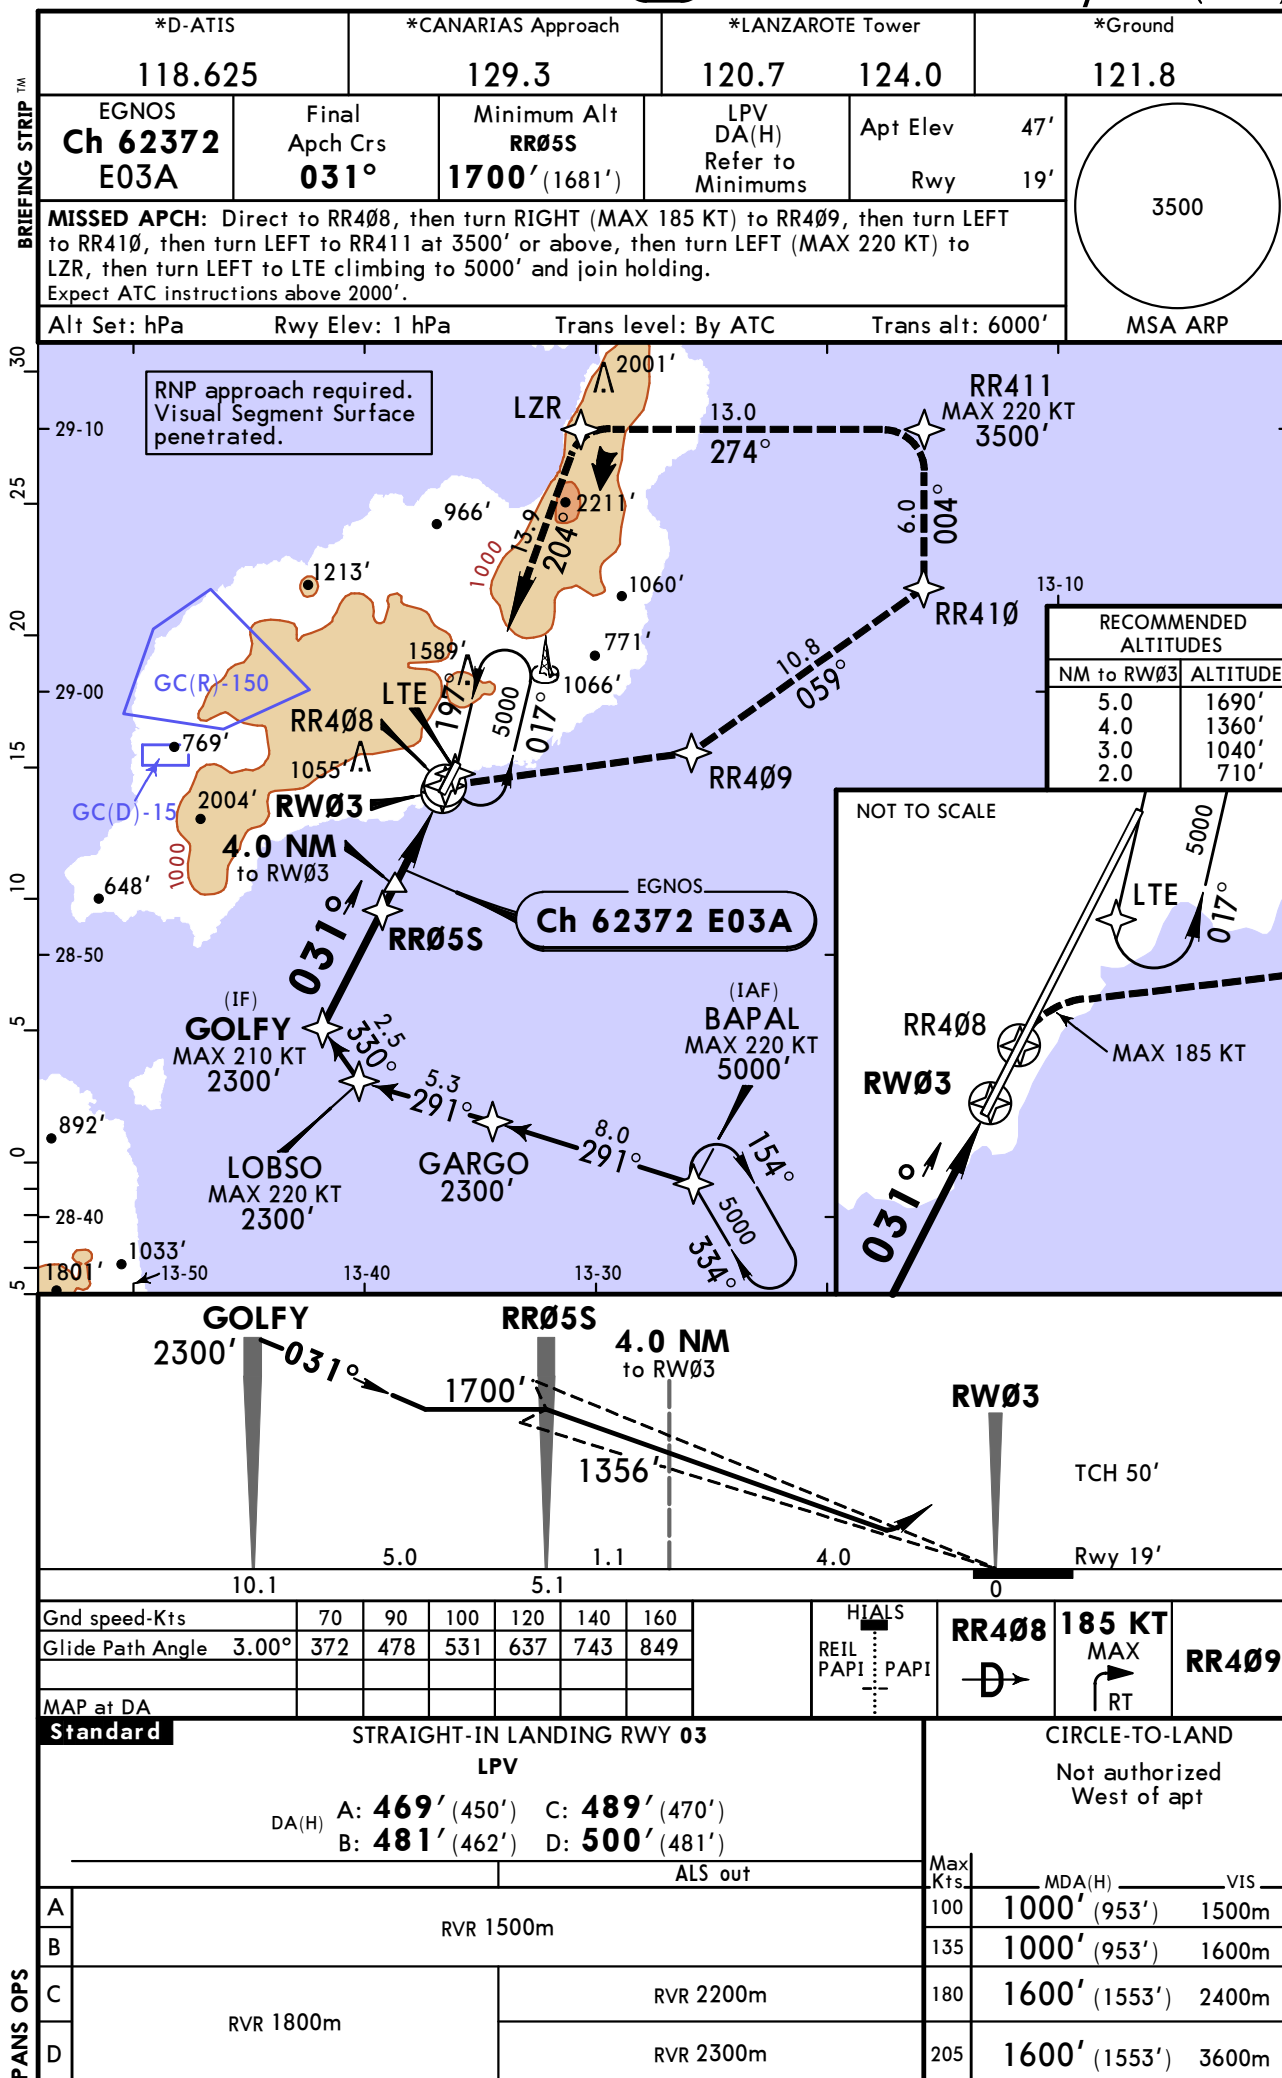 *D-ATIS
118.625
*CANARIAS Approach
129.3
*LANZAROTE Tower
120.7 124.0
*Ground
121.8
BRIEFING STRIP TM
EGNOS
Ch 62372
E03A
Final
Apch Crs
031°
Minimum Alt
RRØ5S
1700' (1681')
LPV
DA(H)
Refer to
Minimums
Apt Elev 47'
Rwy 19'
3500
MSA ARP
MISSED APCH: Direct to RR4Ø8, then turn RIGHT (MAX 185 KT) to RR4Ø9, then turn LEFT
to RR41Ø, then turn LEFT to RR411 at 3500' or above, then turn LEFT (MAX 220 KT) to
LZR, then turn LEFT to LTE climbing to 5000' and join holding.
Expect ATC instructions above 2000'.
Alt Set: hPa Rwy Elev: 1 hPa Trans level: By ATC Trans alt: 6000'
30
25
20
15
10
5
0
5
RNP approach required.
Visual Segment Surface
penetrated.
29-10
29-00
28-50
28-40
13-50
13-40
13-30
13-10
2001'
LZR
13.0
274°
RR411
MAX 220 KT
3500'
6.0
004°
RR41Ø
10.8
059°
RR4Ø9
2211'
13.9
204°
1000
966'
1213'
1060'
771'
1066'
1589'
GC(R)-150
769'
GC(D)-15
2004'
1000
648'
1055'
LTE
197°
5000
017°
RR4Ø8
RWØ3
4.0 NM
to RWØ3
EGNOS
Ch 62372 E03A
031°
RRØ5S
(IF)
GOLFY
MAX 210 KT
2300'
2.5
330°
5.3
291°
8.0
291°
LOBSO
MAX 220 KT
2300'
GARGO
2300'
(IAF)
BAPAL
MAX 220 KT
5000'
154°
5000
334°
892'
1033'
1801'
RECOMMENDED
ALTITUDES
NM to RWØ3 ALTITUDE
5.0 1690'
4.0 1360'
3.0 1040'
2.0 710'
NOT TO SCALE
5000
LTE
017°
RR4Ø8
MAX 185 KT
RWØ3
031°
GOLFY
2300'
031°
RRØ5S
1700'
4.0 NM
to RWØ3
1356'
RWØ3
TCH 50'
Rwy 19'
5.0 1.1 4.0
10.1 5.1 0
Gnd speed-Kts 70 90 100 120 140 160
Glide Path Angle 3.00° 372 478 531 637 743 849
MAP at DA
HIALS
REIL
PAPI PAPI
RR4Ø8
D
185 KT
MAX
RT
RR4Ø9
Standard
STRAIGHT-IN LANDING RWY 03
LPV
DA(H)
A: 469' (450') C: 489' (470')
B: 481' (462') D: 500' (481')
ALS out
A
B
C
D
RVR 1500m
RVR 1800m
RVR 2200m
RVR 2300m
CIRCLE-TO-LAND
Not authorized
West of apt
Max
Kts
MDA(H) VIS
100 1000' (953') 1500m
135 1000' (953') 1600m
180 1600' (1553') 2400m
205 1600' (1553') 3600m
PANS OPS